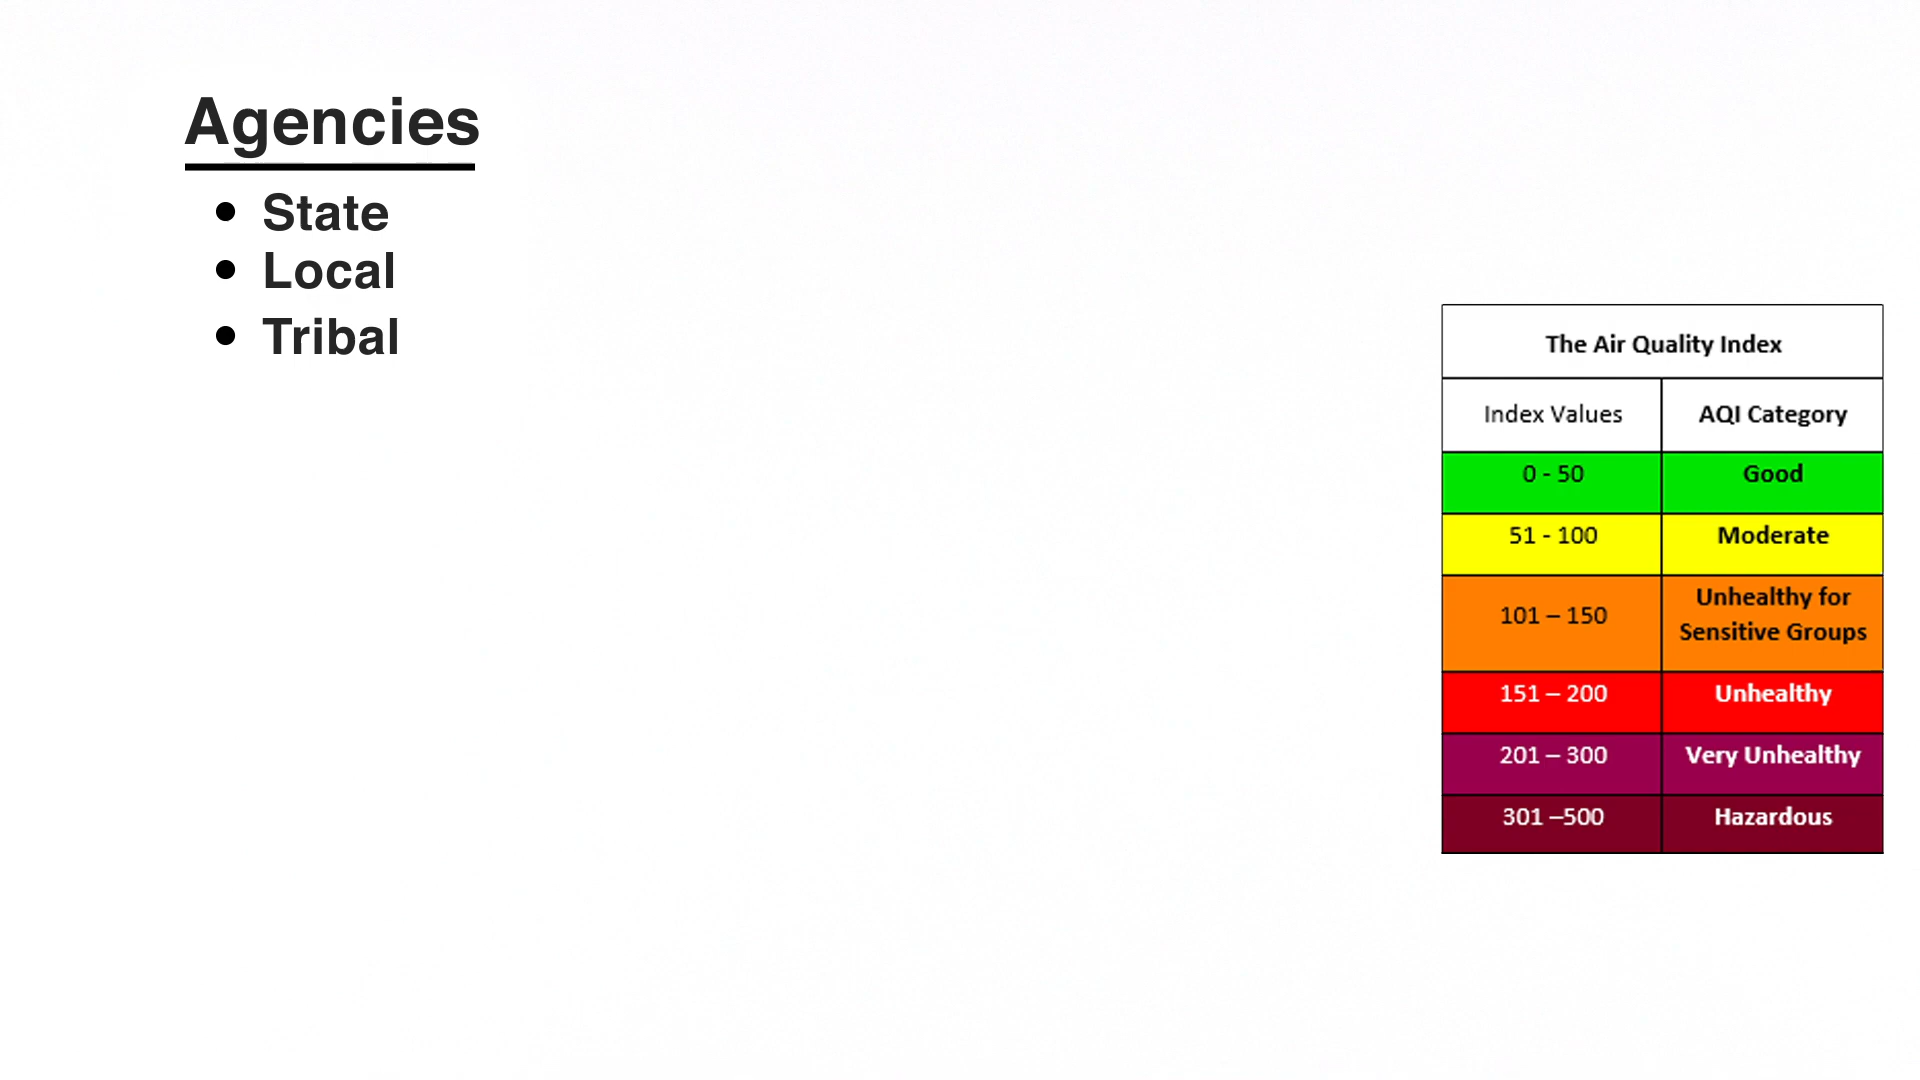 Agencies
• State
• Local
• Tribal
The Air Quality Index
Index Values AQI Category
0 - 50 Good
51 - 100 Moderate
101 – 150 Unhealthy for
Sensitive Groups
151 – 200 Unhealthy
201 – 300 Very Unhealthy
301 –500 Hazardous